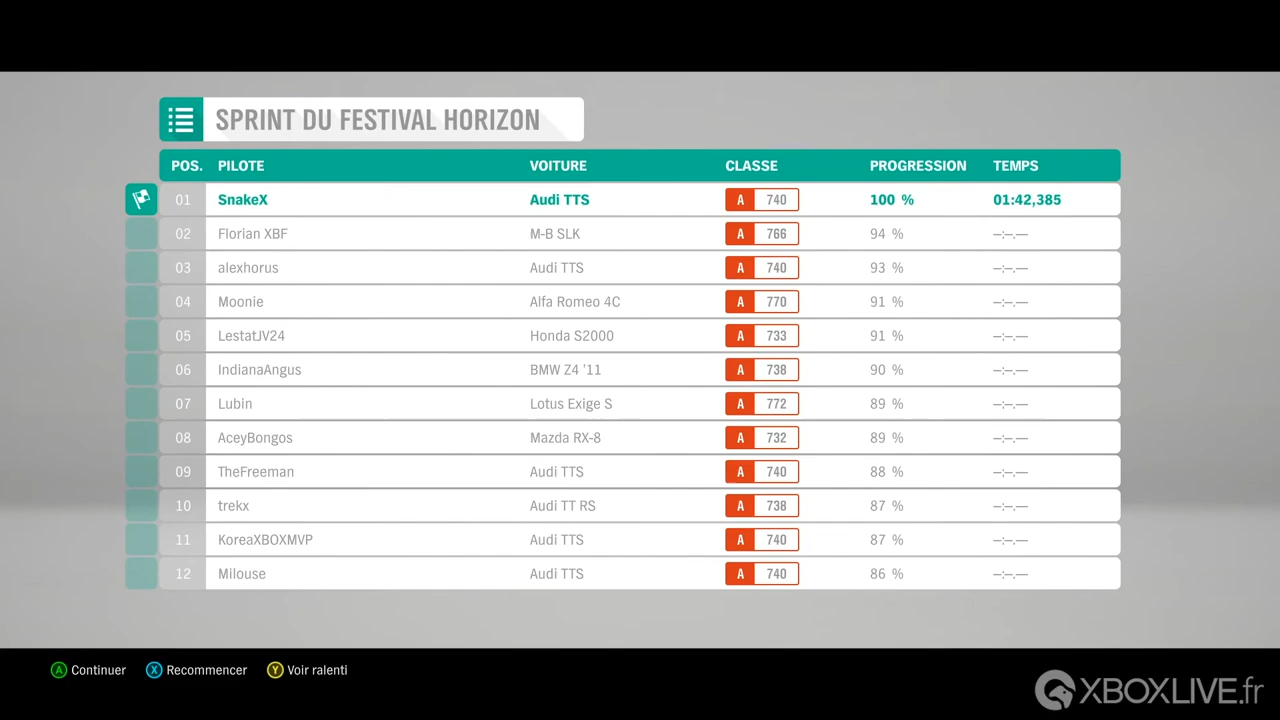 SPRINT DU FESTIVAL HORIZON
POS. PILOTE VOITURE CLASSE PROGRESSION TEMPS
01 SnakeX Audi TTS A 740 100 % 01:42,385
02 Florian XBF M-B SLK A 766 94 % --:--.---
03 alexhorus Audi TTS A 740 93 % --:--.---
04 Moonie Alfa Romeo 4C A 770 91 % --:--.---
05 LestatJV24 Honda S2000 A 733 91 % --:--.---
06 IndianaAngus BMW Z4 '11 A 738 90 % --:--.---
07 Lubin Lotus Exige S A 772 89 % --:--.---
08 AceyBongos Mazda RX-8 A 732 89 % --:--.---
09 TheFreeman Audi TTS A 740 88 % --:--.---
10 trekx Audi TT RS A 738 87 % --:--.---
11 KoreaXBOXMVP Audi TTS A 740 87 % --:--.---
12 Milouse Audi TTS A 740 86 % --:--.---
A Continuer X Recommencer Y Voir ralenti
XBOXLIVE.fr